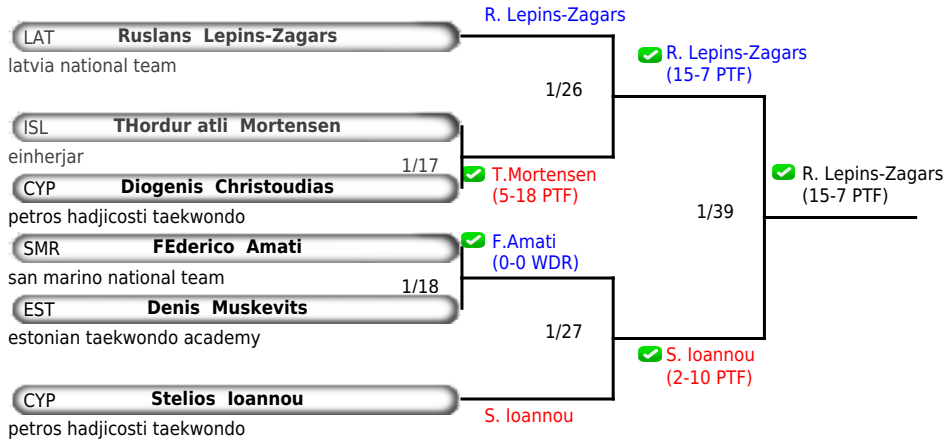 R. Lepins-Zagars
LAT Ruslans Lepins-Zagars
latvia national team
R. Lepins-Zagars
(15-7 PTF)
1/26
ISL THordur atli Mortensen
einherjar
1/17
T.Mortensen
(5-18 PTF)
R. Lepins-Zagars
(15-7 PTF)
CYP Diogenis Christoudias
petros hadjicosti taekwondo
1/39
SMR FEderico Amati
F.Amati
(0-0 WDR)
san marino national team
1/18
EST Denis Muskevits
estonian taekwondo academy
1/27
S. Ioannou
(2-10 PTF)
CYP Stelios Ioannou
S. Ioannou
petros hadjicosti taekwondo